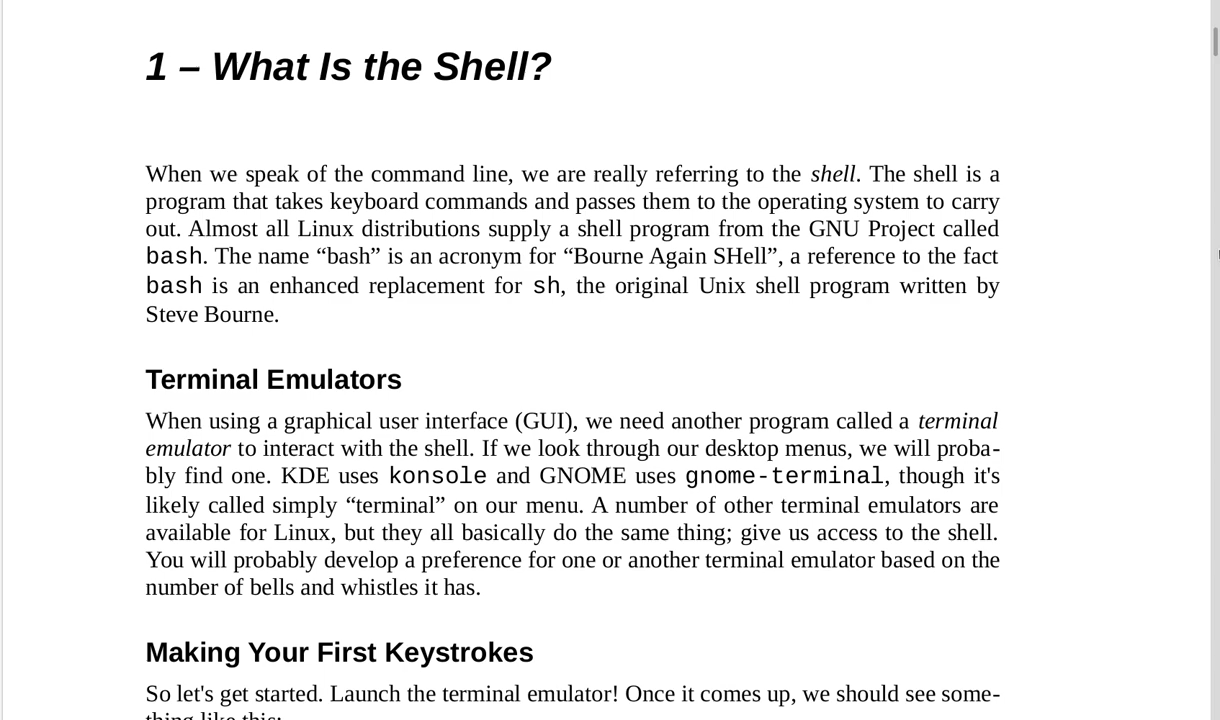 1 – What Is the Shell?
When we speak of the command line, we are really referring to the shell. The shell is a
program that takes keyboard commands and passes them to the operating system to carry
out. Almost all Linux distributions supply a shell program from the GNU Project called
bash. The name “bash” is an acronym for “Bourne Again SHell”, a reference to the fact
bash is an enhanced replacement for sh, the original Unix shell program written by
Steve Bourne.
Terminal Emulators
When using a graphical user interface (GUI), we need another program called a terminal
emulator to interact with the shell. If we look through our desktop menus, we will proba-
bly find one. KDE uses konsole and GNOME uses gnome-terminal, though it's
likely called simply “terminal” on our menu. A number of other terminal emulators are
available for Linux, but they all basically do the same thing; give us access to the shell.
You will probably develop a preference for one or another terminal emulator based on the
number of bells and whistles it has.
Making Your First Keystrokes
So let's get started. Launch the terminal emulator! Once it comes up, we should see some-
thing like this: